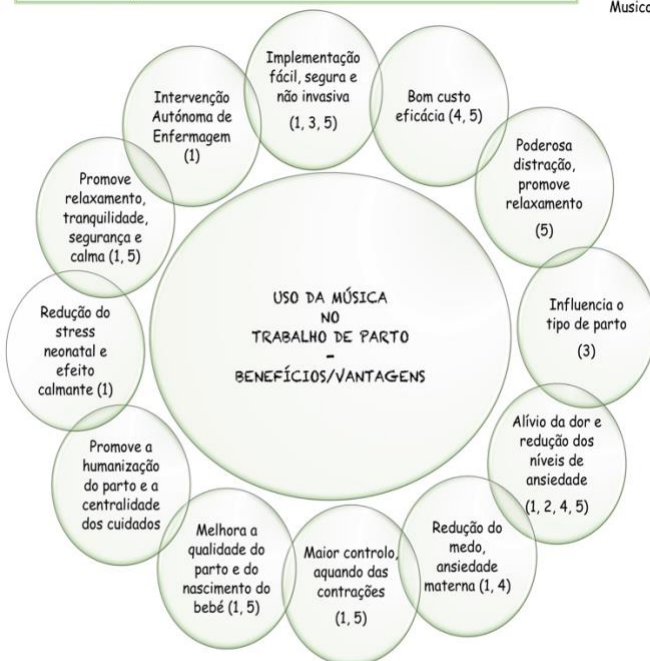 Musico
Implementação
fácil, segura e
não invasiva
(1, 3, 5)
Bom custo
eficácia (4, 5)
Poderosa
distração,
promove
relaxamento
(5)
Influencia o
tipo de parto
(3)
Alívio da dor e
redução dos
níveis de
ansiedade
(1, 2, 4, 5)
Redução do
medo,
ansiedade
materna (1, 4)
Maior controlo,
aquando das
contrações
(1, 5)
Melhora a
qualidade do
parto e do
nascimento do
bebé (1, 5)
Promove a
humanização
do parto e a
centralidade
dos cuidados
Redução do
stress
neonatal e
efeito
calmante (1)
Promove
relaxamento,
tranquilidade,
segurança e
calma (1, 5)
Intervenção
Autónoma de
Enfermagem
(1)
USO DA MÚSICA
NO
TRABALHO DE PARTO
–
BENEFÍCIOS/VANTAGENS